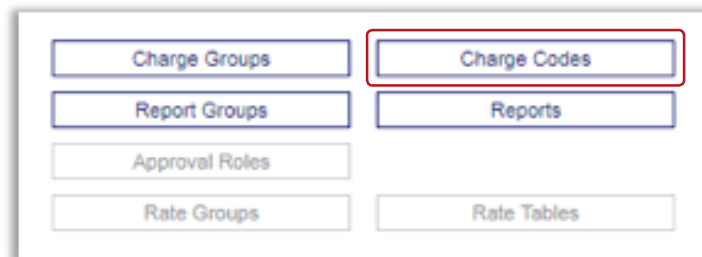 Charge Groups
Charge Codes
Report Groups
Reports
Approval Roles
Rate Groups
Rate Tables